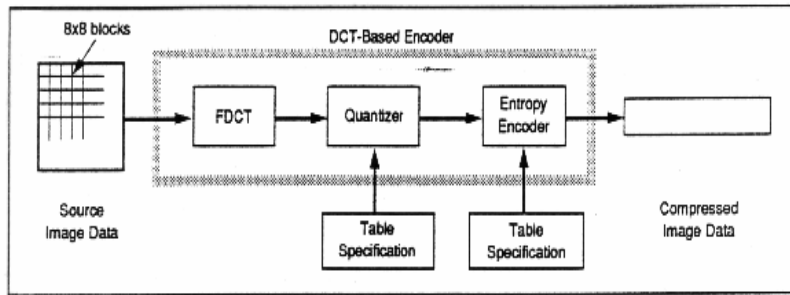 8x8 blocks
DCT-Based Encoder
FDCT
Quantizer
Entropy
Encoder
Source
Image Data
Table
Specification
Table
Specification
Compressed
Image Data